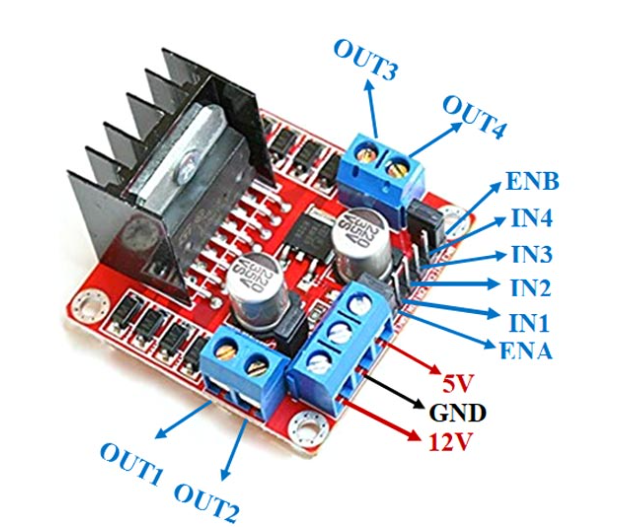 OUT3
OUT4
ENB
IN4
IN3
IN2
IN1
ENA
5V
GND
12V
OUT1
OUT2